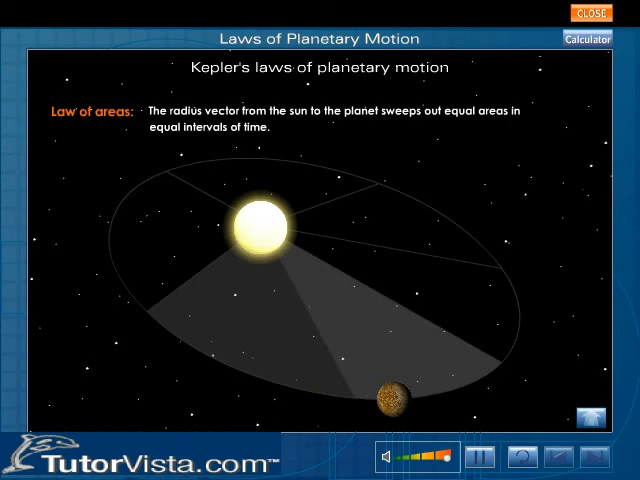 CLOSE
Laws of Planetary Motion
Calculator
Kepler's laws of planetary motion
Law of areas: The radius vector from the sun to the planet sweeps out equal areas in
equal intervals of time.
TutorVista.com™